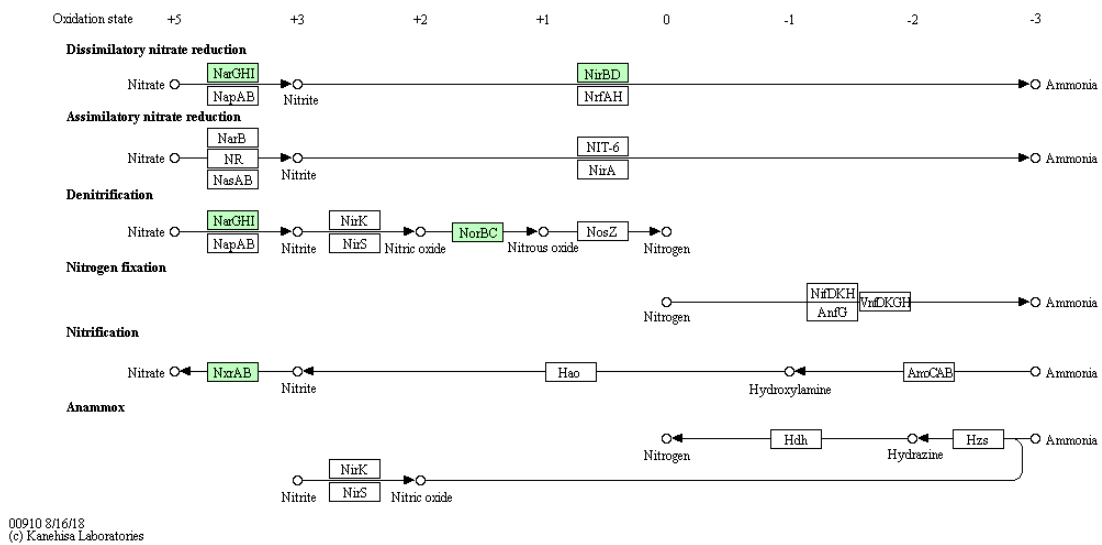 Oxidation state +5 +3 +2 +1 0 -1 -2 -3
Dissimilatory nitrate reduction
NarGHI NirBD
Nitrate Ammonia
NapAB Nitrite NrfAH
Assimilatory nitrate reduction
NarB NIT-6
Nitrate NR Ammonia
NasAB Nitrite NirA
Denitrification
NarGHI NirK
Nitrate NorBC NosZ
NapAB Nitrite NirS Nitric oxide Nitrous oxide Nitrogen
Nitrogen fixation
NifDKH VnfDKGH
Ammonia
Nitrogen AnfG
Nitrification
Nitrate NxrAB Hao AmoCAB Ammonia
Nitrite Hydroxylamine
Anammox
Hdh Hzs Ammonia
Nitrogen Hydrazine
NirK
Nitrite NirS Nitric oxide
00910 8/16/18
(c) Kanehisa Laboratories